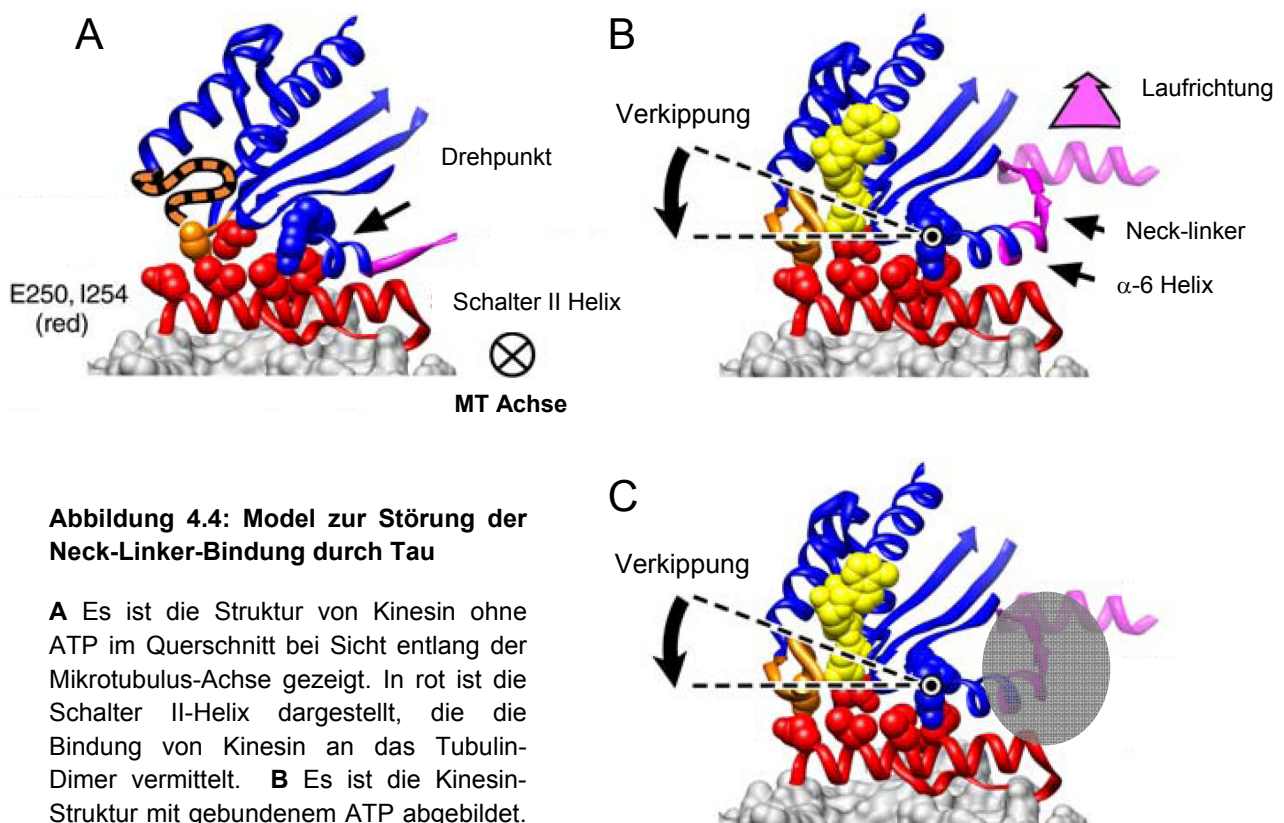 A
Drehpunkt
E250, I254
(red)
Schalter II Helix
MT Achse
B
Verkippung
Laufrichtung
Neck-linker
α-6 Helix
Abbildung 4.4: Model zur Störung der
Neck-Linker-Bindung durch Tau
A Es ist die Struktur von Kinesin ohne
ATP im Querschnitt bei Sicht entlang der
Mikrotubulus-Achse gezeigt. In rot ist die
Schalter II-Helix dargestellt, die die
Bindung von Kinesin an das Tubulin-
Dimer vermittelt. B Es ist die Kinesin-
Struktur mit gebundenem ATP abgebildet.
C
Verkippung